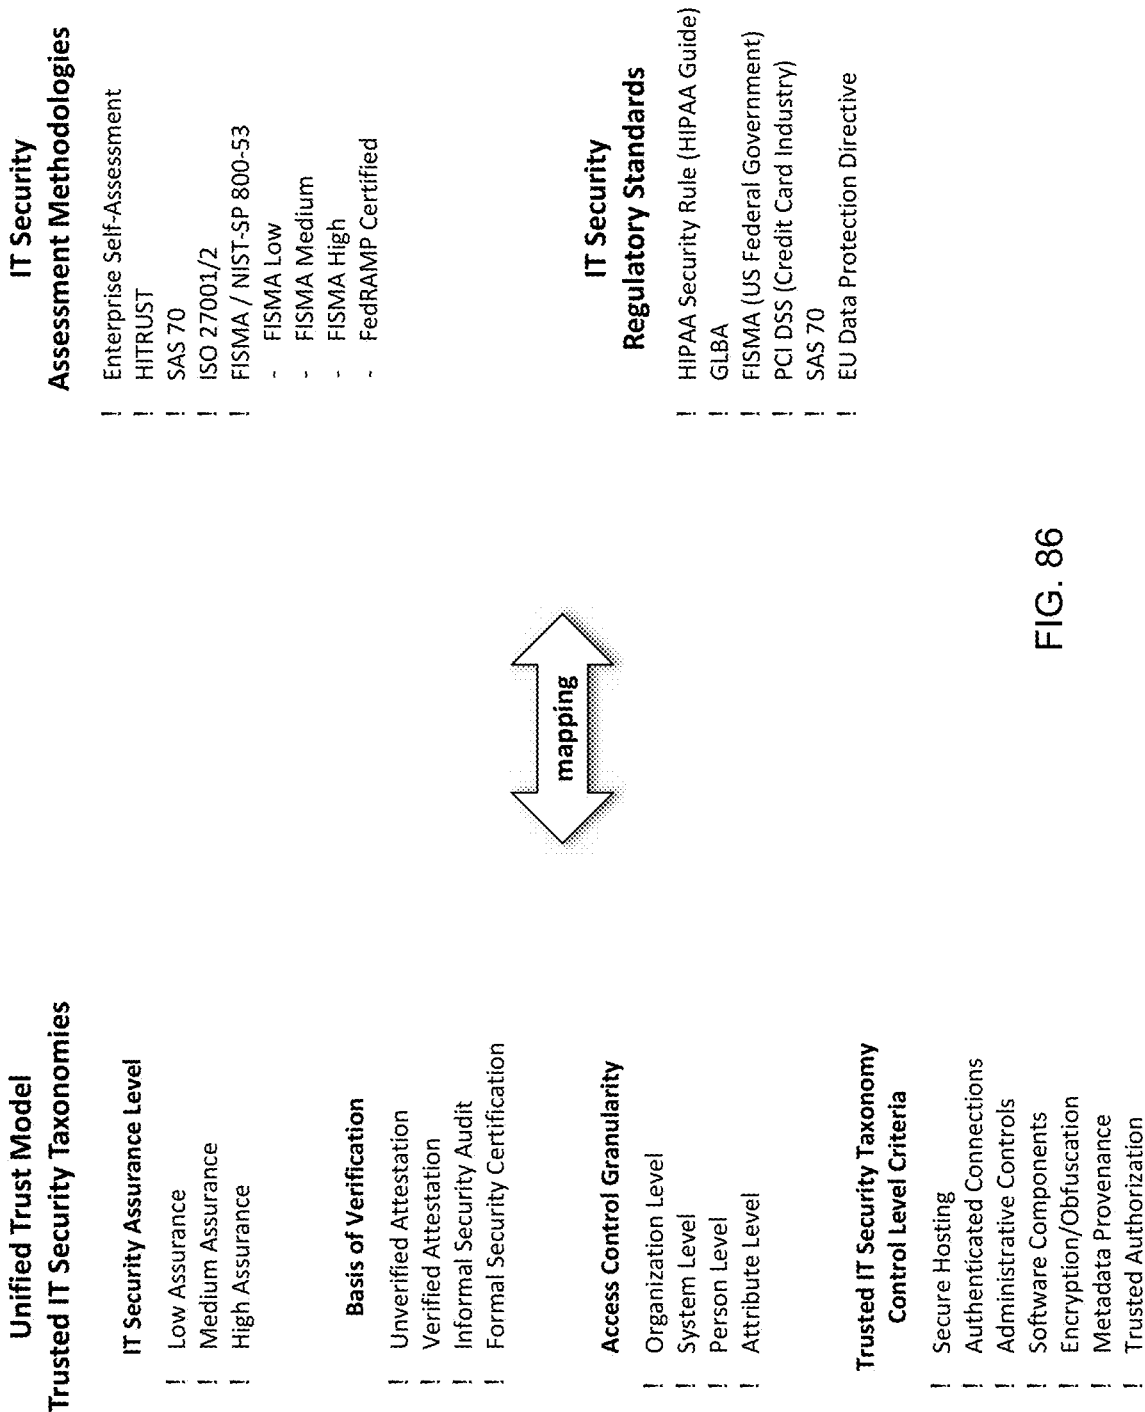 Unified Trust Model
Trusted IT Security Taxonomies
IT Security Assurance Level
! Low Assurance
! Medium Assurance
! High Assurance
Basis of Verification
! Unverified Attestation
! Verified Attestation
! Informal Security Audit
! Formal Security Certification
Access Control Granularity
! Organization Level
! System Level
! Person Level
! Attribute Level
Trusted IT Security Taxonomy
Control Level Criteria
! Secure Hosting
! Authenticated Connections
! Administrative Controls
! Software Components
! Encryption/Obfuscation
! Metadata Provenance
! Trusted Authorization
mapping
IT Security
Assessment Methodologies
! Enterprise Self-Assessment
! HITRUST
! SAS 70
! ISO 27001/2
! FISMA / NIST-SP 800-53
- FISMA Low
- FISMA Medium
- FISMA High
- FedRAMP Certified
IT Security
Regulatory Standards
! HIPAA Security Rule (HIPAA Guide)
! GLBA
! FISMA (US Federal Government)
! PCI DSS (Credit Card Industry)
! SAS 70
! EU Data Protection Directive
FIG. 86